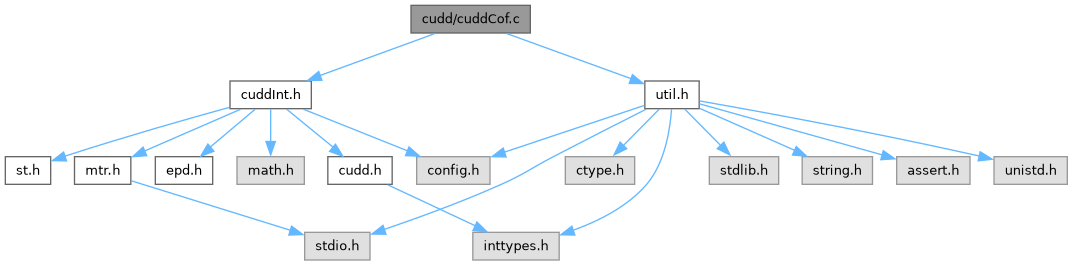 cudd/cuddCof.c
cuddInt.h
util.h
st.h
mtr.h
epd.h
math.h
cudd.h
config.h
ctype.h
stdlib.h
string.h
assert.h
unistd.h
stdio.h
inttypes.h